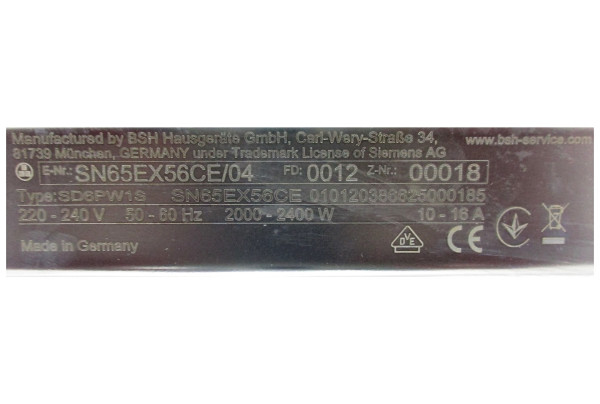 Manufactured by BSH Hausgeräte GmbH, Carl-Wery-Straße 34, www.bsh-service.com
81739 München, GERMANY under Trademark License of Siemens AG
E-Nr.: SN65EX56CE/04 FD: 0012 Z-Nr.: 00018
Type: SD6PW1S SN65EX56CE 010120388625000185
220 - 240 V 50 - 60 Hz 2000 - 2400 W 10 - 16 A
Made in Germany